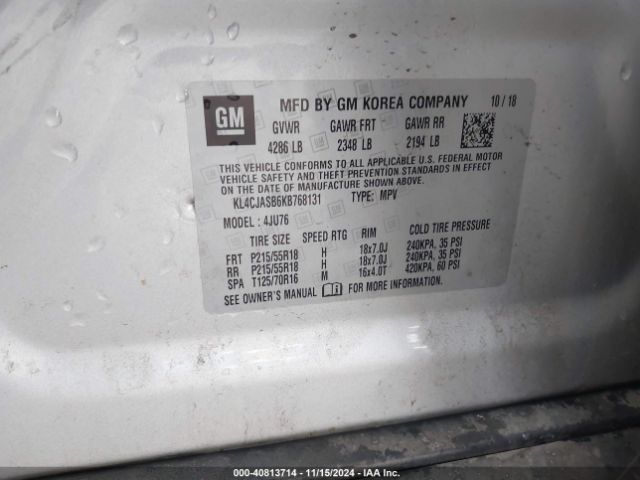 GM
MFD BY GM KOREA COMPANY 10 / 18
GVWR GAWR FRT GAWR RR
4286 LB 2348 LB 2194 LB
THIS VEHICLE CONFORMS TO ALL APPLICABLE U.S. FEDERAL MOTOR
VEHICLE SAFETY AND THEFT PREVENTION STANDARDS IN EFFECT
ON THE DATE OF MANUFACTURE SHOWN ABOVE.
KL4CJASB6KB768131 TYPE: MPV
MODEL : 4JU76
TIRE SIZE SPEED RTG RIM COLD TIRE PRESSURE
FRT P215/55R18 H 18x7.0J 240KPA, 35 PSI
RR P215/55R18 H 18x7.0J 240KPA, 35 PSI
SPA T125/70R16 M 16x4.0T 420KPA, 60 PSI
SEE OWNER'S MANUAL FOR MORE INFORMATION
000-40813714 - 11/15/2024 - IAA Inc.